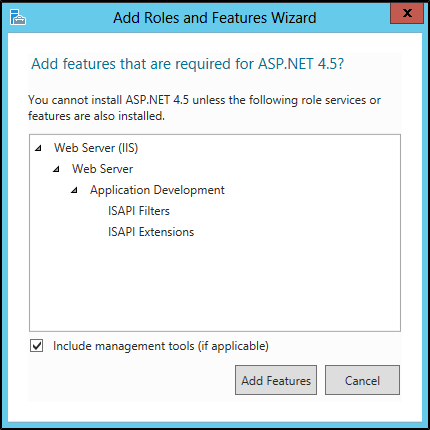 Add Roles and Features Wizard
x
Add features that are required for ASP.NET 4.5?
You cannot install ASP.NET 4.5 unless the following role services or
features are also installed.
Web Server (IIS)
Web Server
Application Development
ISAPI Filters
ISAPI Extensions
Include management tools (if applicable)
Add Features
Cancel